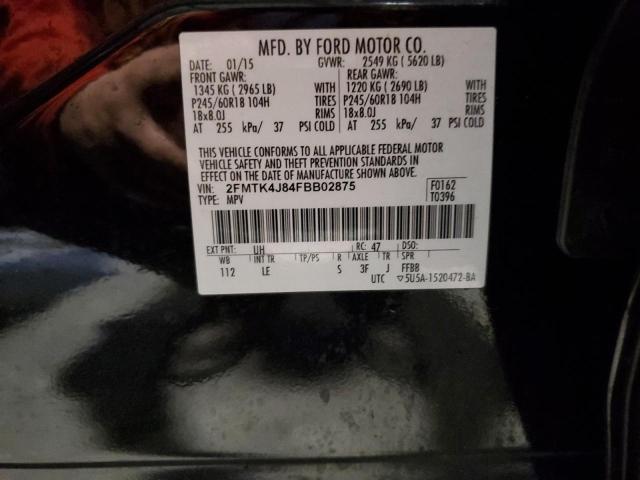 MFD. BY FORD MOTOR CO.
DATE: 01/15 GVWR: 2549 KG ( 5620 LB)
FRONT GAWR: REAR GAWR:
1345 KG ( 2965 LB) WITH 1220 KG ( 2690 LB) WITH
P245/60R18 104H TIRES P245/60R18 104H TIRES
18x8.0J RIMS 18x8.0J RIMS
AT 255 kPa/ 37 PSI COLD AT 255 kPa/ 37 PSI COLD
THIS VEHICLE CONFORMS TO ALL APPLICABLE FEDERAL MOTOR
VEHICLE SAFETY AND THEFT PREVENTION STANDARDS IN
EFFECT ON THE DATE OF MANUFACTURE SHOWN ABOVE.
VIN: 2FMTK4J84FBB02875 F0162
TYPE: MPV T0396
EXT PNT: UH RC: 47 DSO:
WB INT TR TP/PS R AXLE TR SPR
112 LE S 3F J FFBB
UTC ▽5U5A-1520472-BA